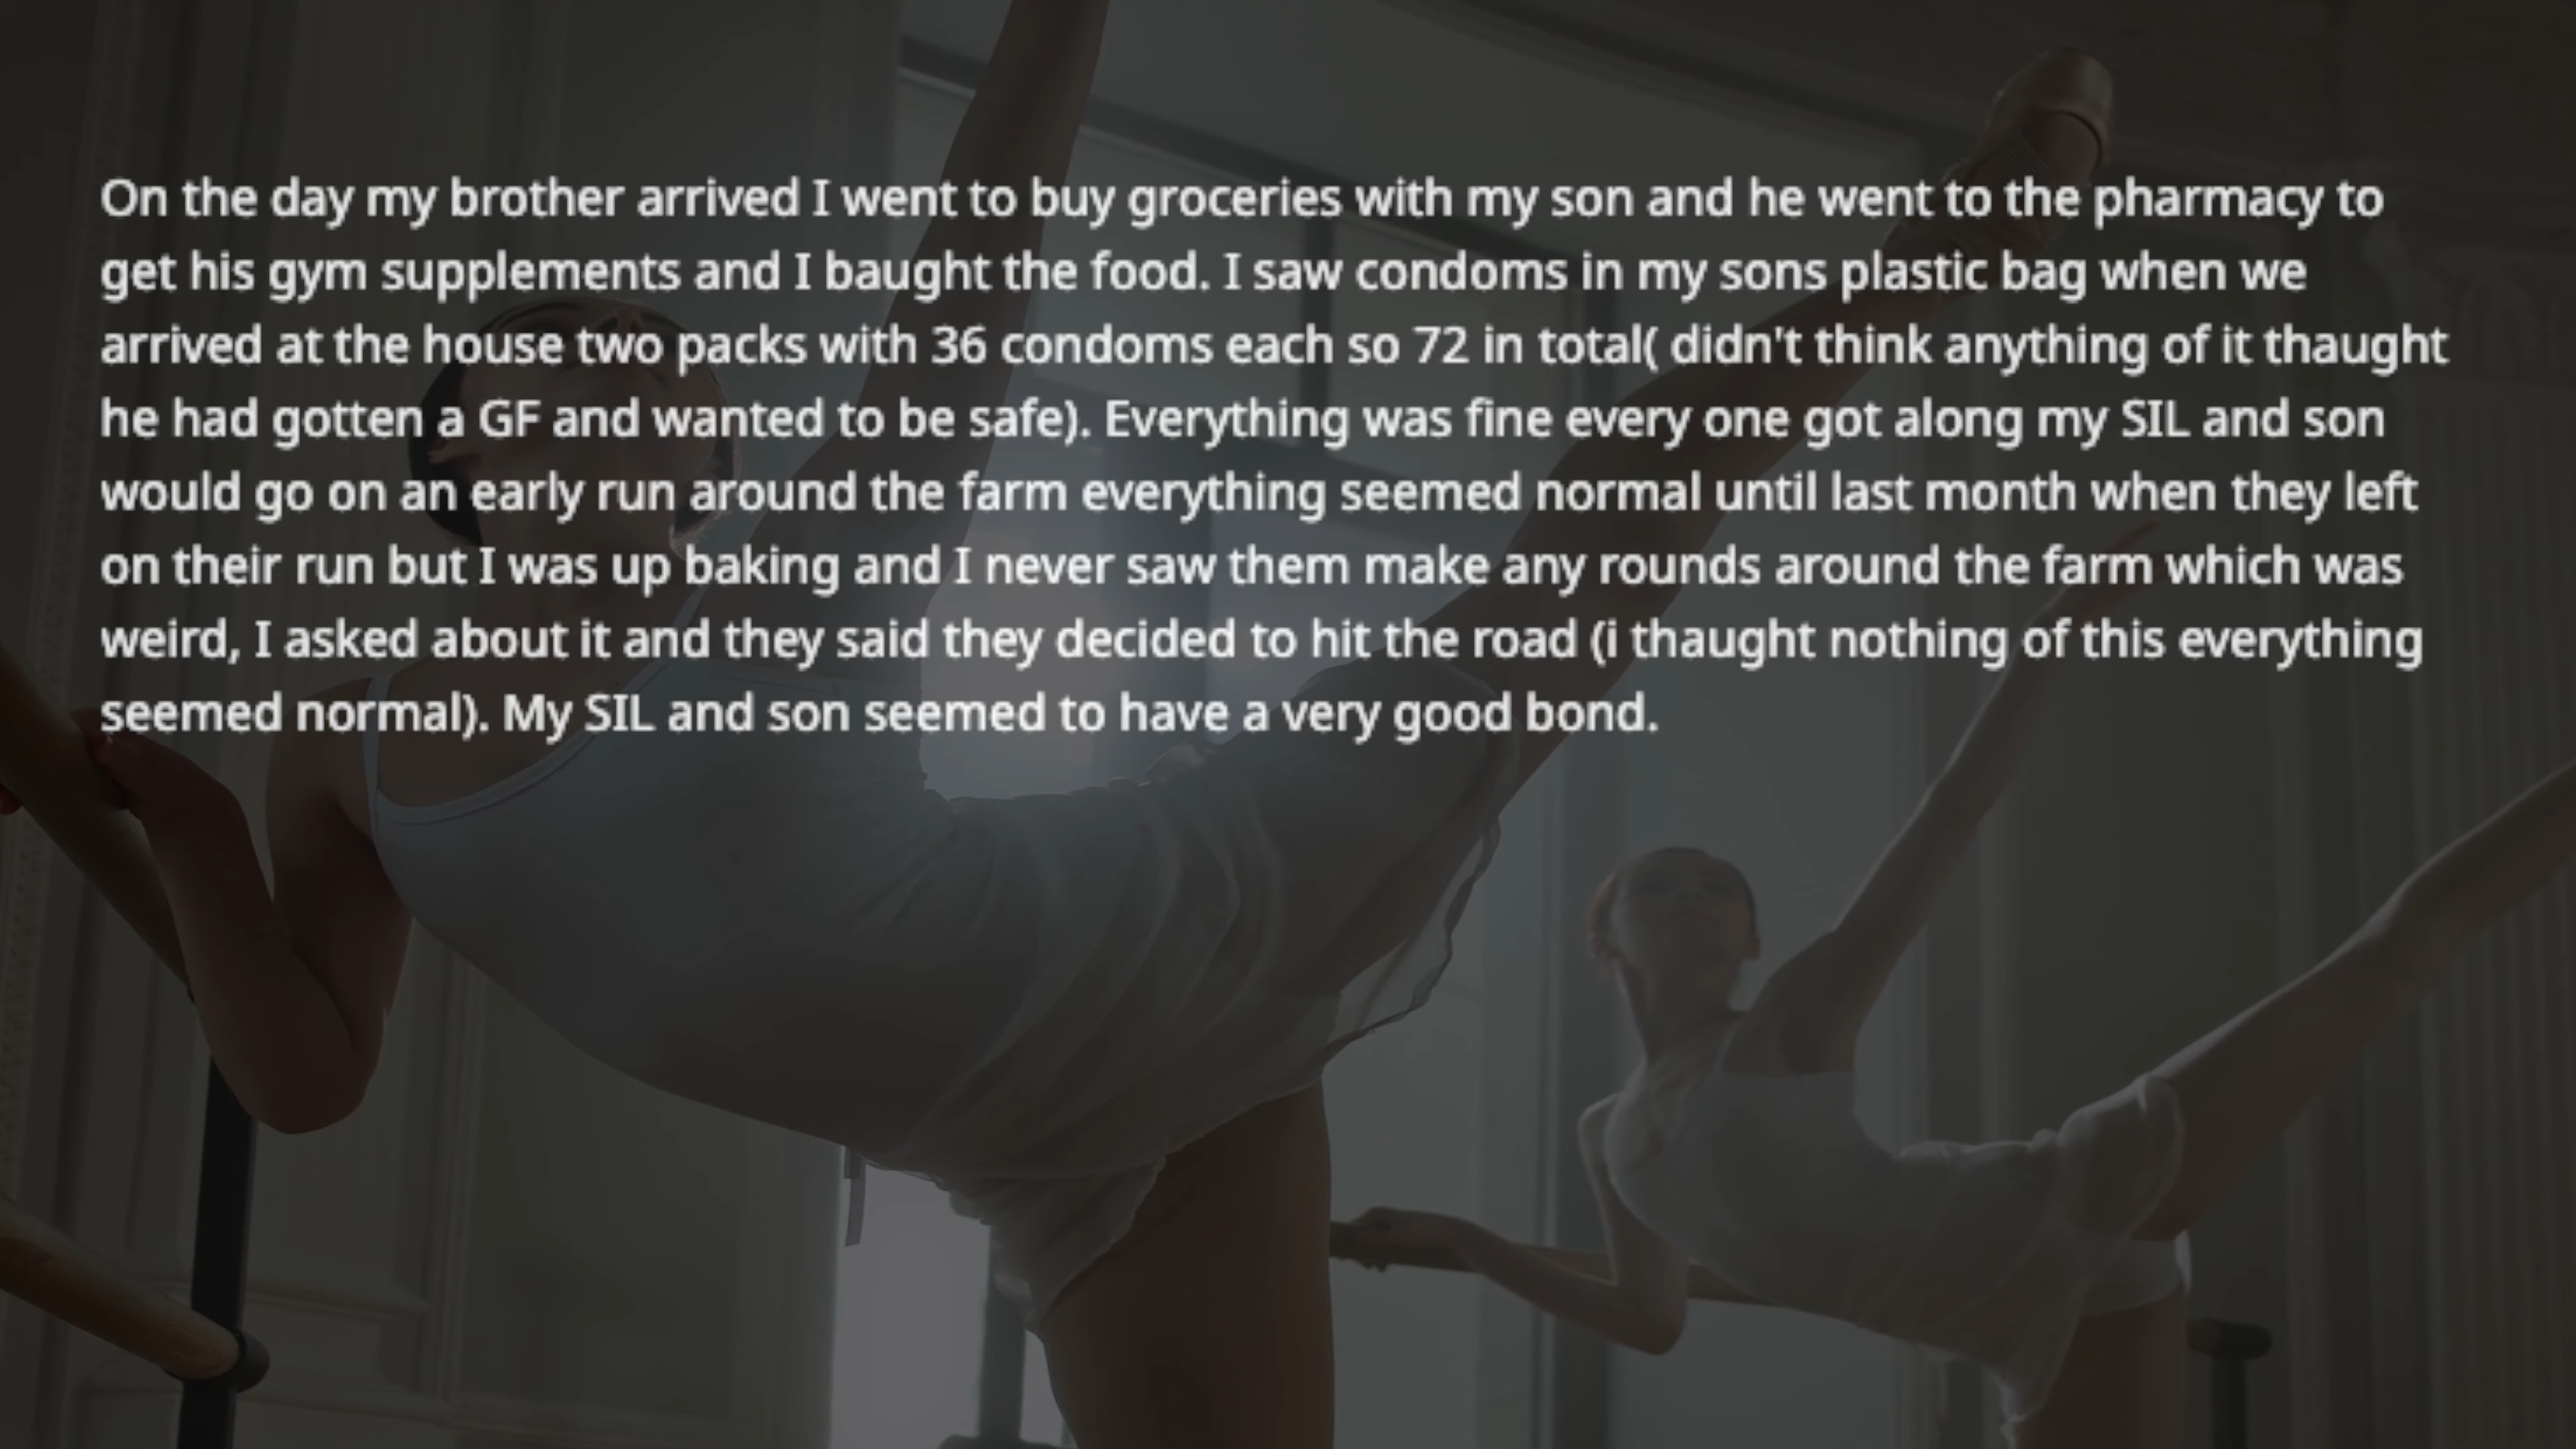 On the day my brother arrived I went to buy groceries with my son and he went to the pharmacy to
get his gym supplements and I baught the food. I saw condoms in my sons plastic bag when we
arrived at the house two packs with 36 condoms each so 72 in total( didn't think anything of it thaught
he had gotten a GF and wanted to be safe). Everything was fine every one got along my SIL and son
would go on an early run around the farm everything seemed normal until last month when they left
on their run but I was up baking and I never saw them make any rounds around the farm which was
weird, I asked about it and they said they decided to hit the road (i thaught nothing of this everything
seemed normal). My SIL and son seemed to have a very good bond.